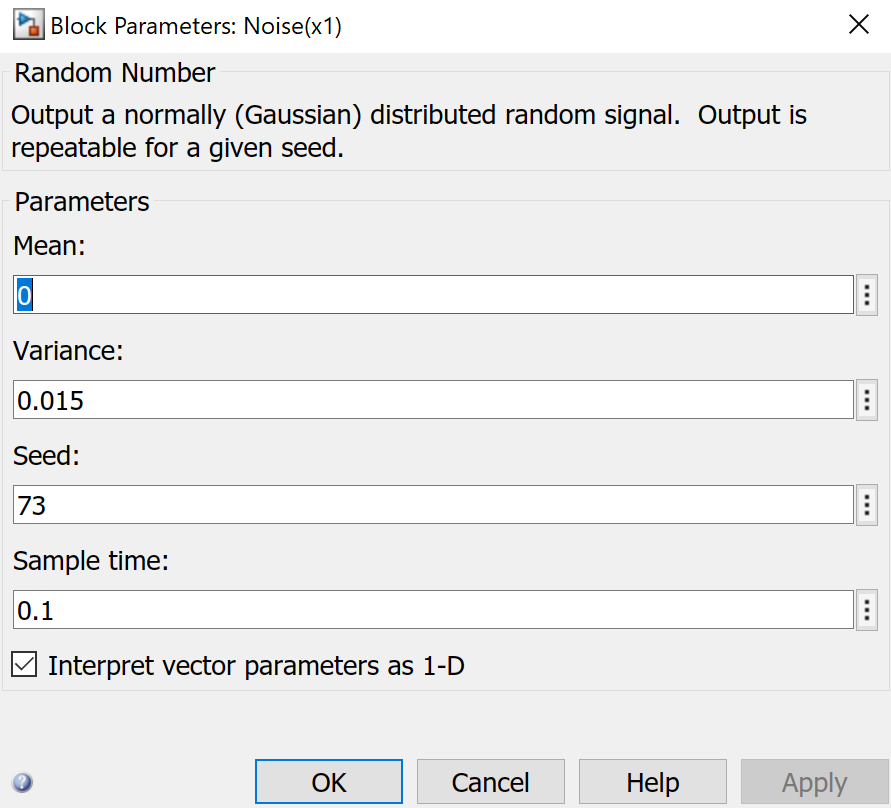 Block Parameters: Noise(x1)
Random Number
Output a normally (Gaussian) distributed random signal.  Output is
repeatable for a given seed.
Parameters
Mean:
0
Variance:
0.015
Seed:
73
Sample time:
0.1
Interpret vector parameters as 1-D
OK Cancel Help Apply